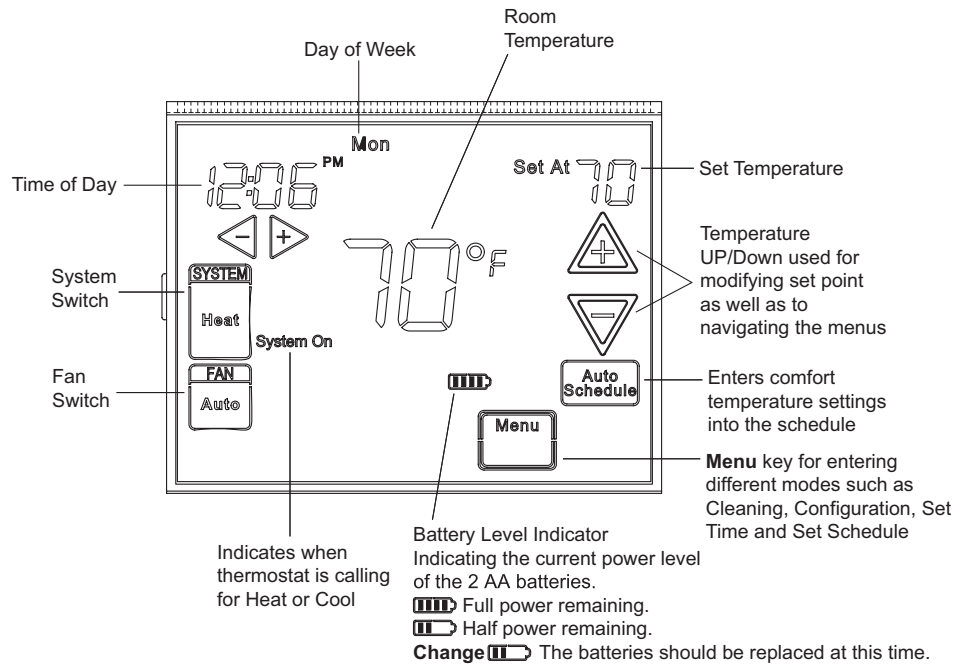 Room
Temperature
Day of Week
Mon
12:06 PM
Time of Day
Set At 70
Set Temperature
70 °F
Temperature
UP/Down used for
modifying set point
as well as to
navigating the menus
System
Switch
SYSTEM
Heat
System On
Fan
Switch
FAN
Auto
Auto
Schedule
Enters comfort
temperature settings
into the schedule
Menu
Menu key for entering
different modes such as
Cleaning, Configuration, Set
Time and Set Schedule
Indicates when
thermostat is calling
for Heat or Cool
Battery Level Indicator
Indicating the current power level
of the 2 AA batteries.
Full power remaining.
Half power remaining.
Change The batteries should be replaced at this time.